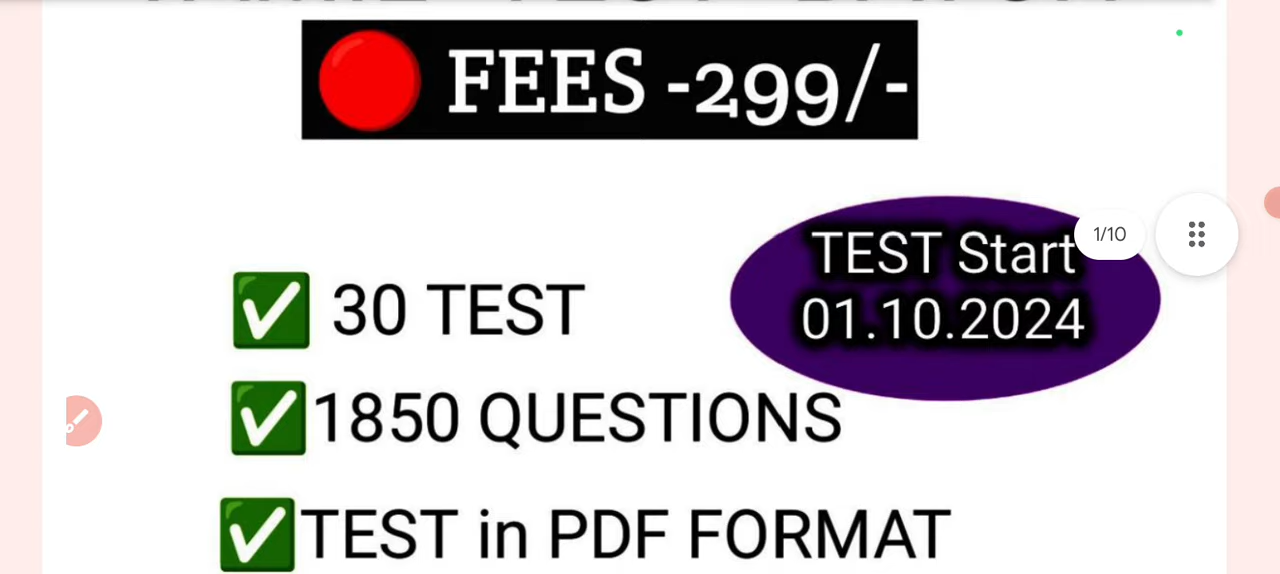 FEES -299/-
TEST Start
01.10.2024
1/10
30 TEST
1850 QUESTIONS
TEST in PDF FORMAT